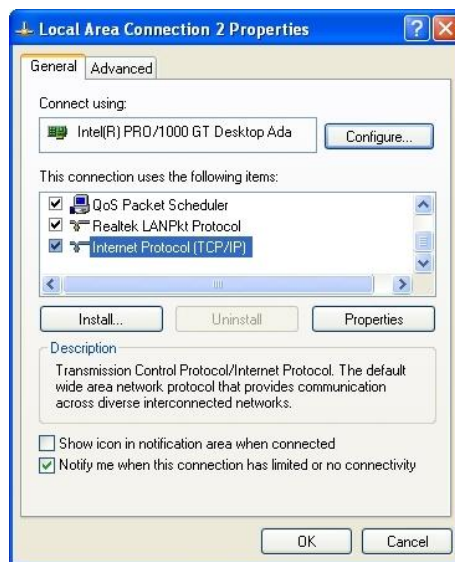 Local Area Connection 2 Properties
General Advanced
Connect using:
Intel(R) PRO/1000 GT Desktop Ada
Configure...
This connection uses the following items:
QoS Packet Scheduler
Realtek LANPkt Protocol
Internet Protocol (TCP/IP)
Install... Uninstall Properties
Description
Transmission Control Protocol/Internet Protocol. The default
wide area network protocol that provides communication
across diverse interconnected networks.
Show icon in notification area when connected
Notify me when this connection has limited or no connectivity
OK Cancel